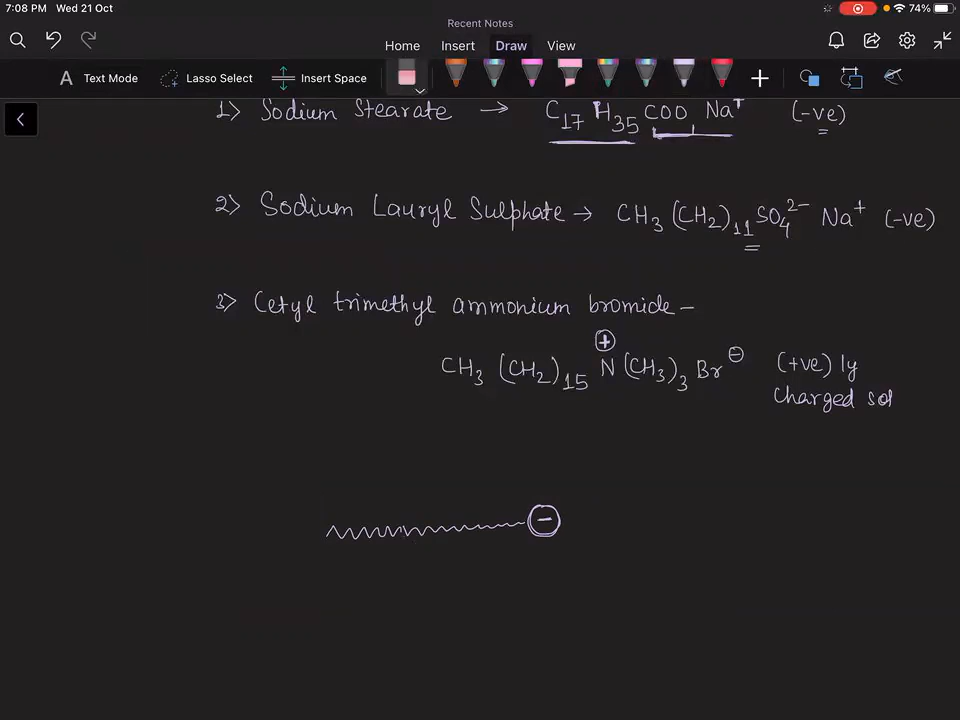 7:08 PM Wed 21 Oct 74%
Recent Notes
Home Insert Draw View
A Text Mode Lasso Select Insert Space
1) Sodium Stearate → C17 H35 COO Na+ (-ve)
2) Sodium Lauryl Sulphate → CH3 (CH2)11 SO4 2- Na+ (-ve)
3) Cetyl trimethyl ammonium bromide -
CH3 (CH2)15 N+ (CH3)3 Br- (+ve) ly
charged sol
-